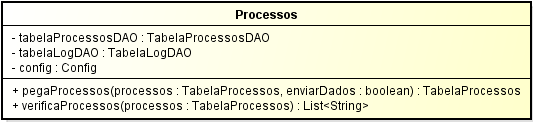 Processos
- tabelaProcessosDAO : TabelaProcessosDAO
- tabelaLogDAO : TabelaLogDAO
- config : Config
+ pegaProcessos(processos : TabelaProcessos, enviarDados : boolean) : TabelaProcessos
+ verificaProcessos(processos : TabelaProcessos) : List<String>